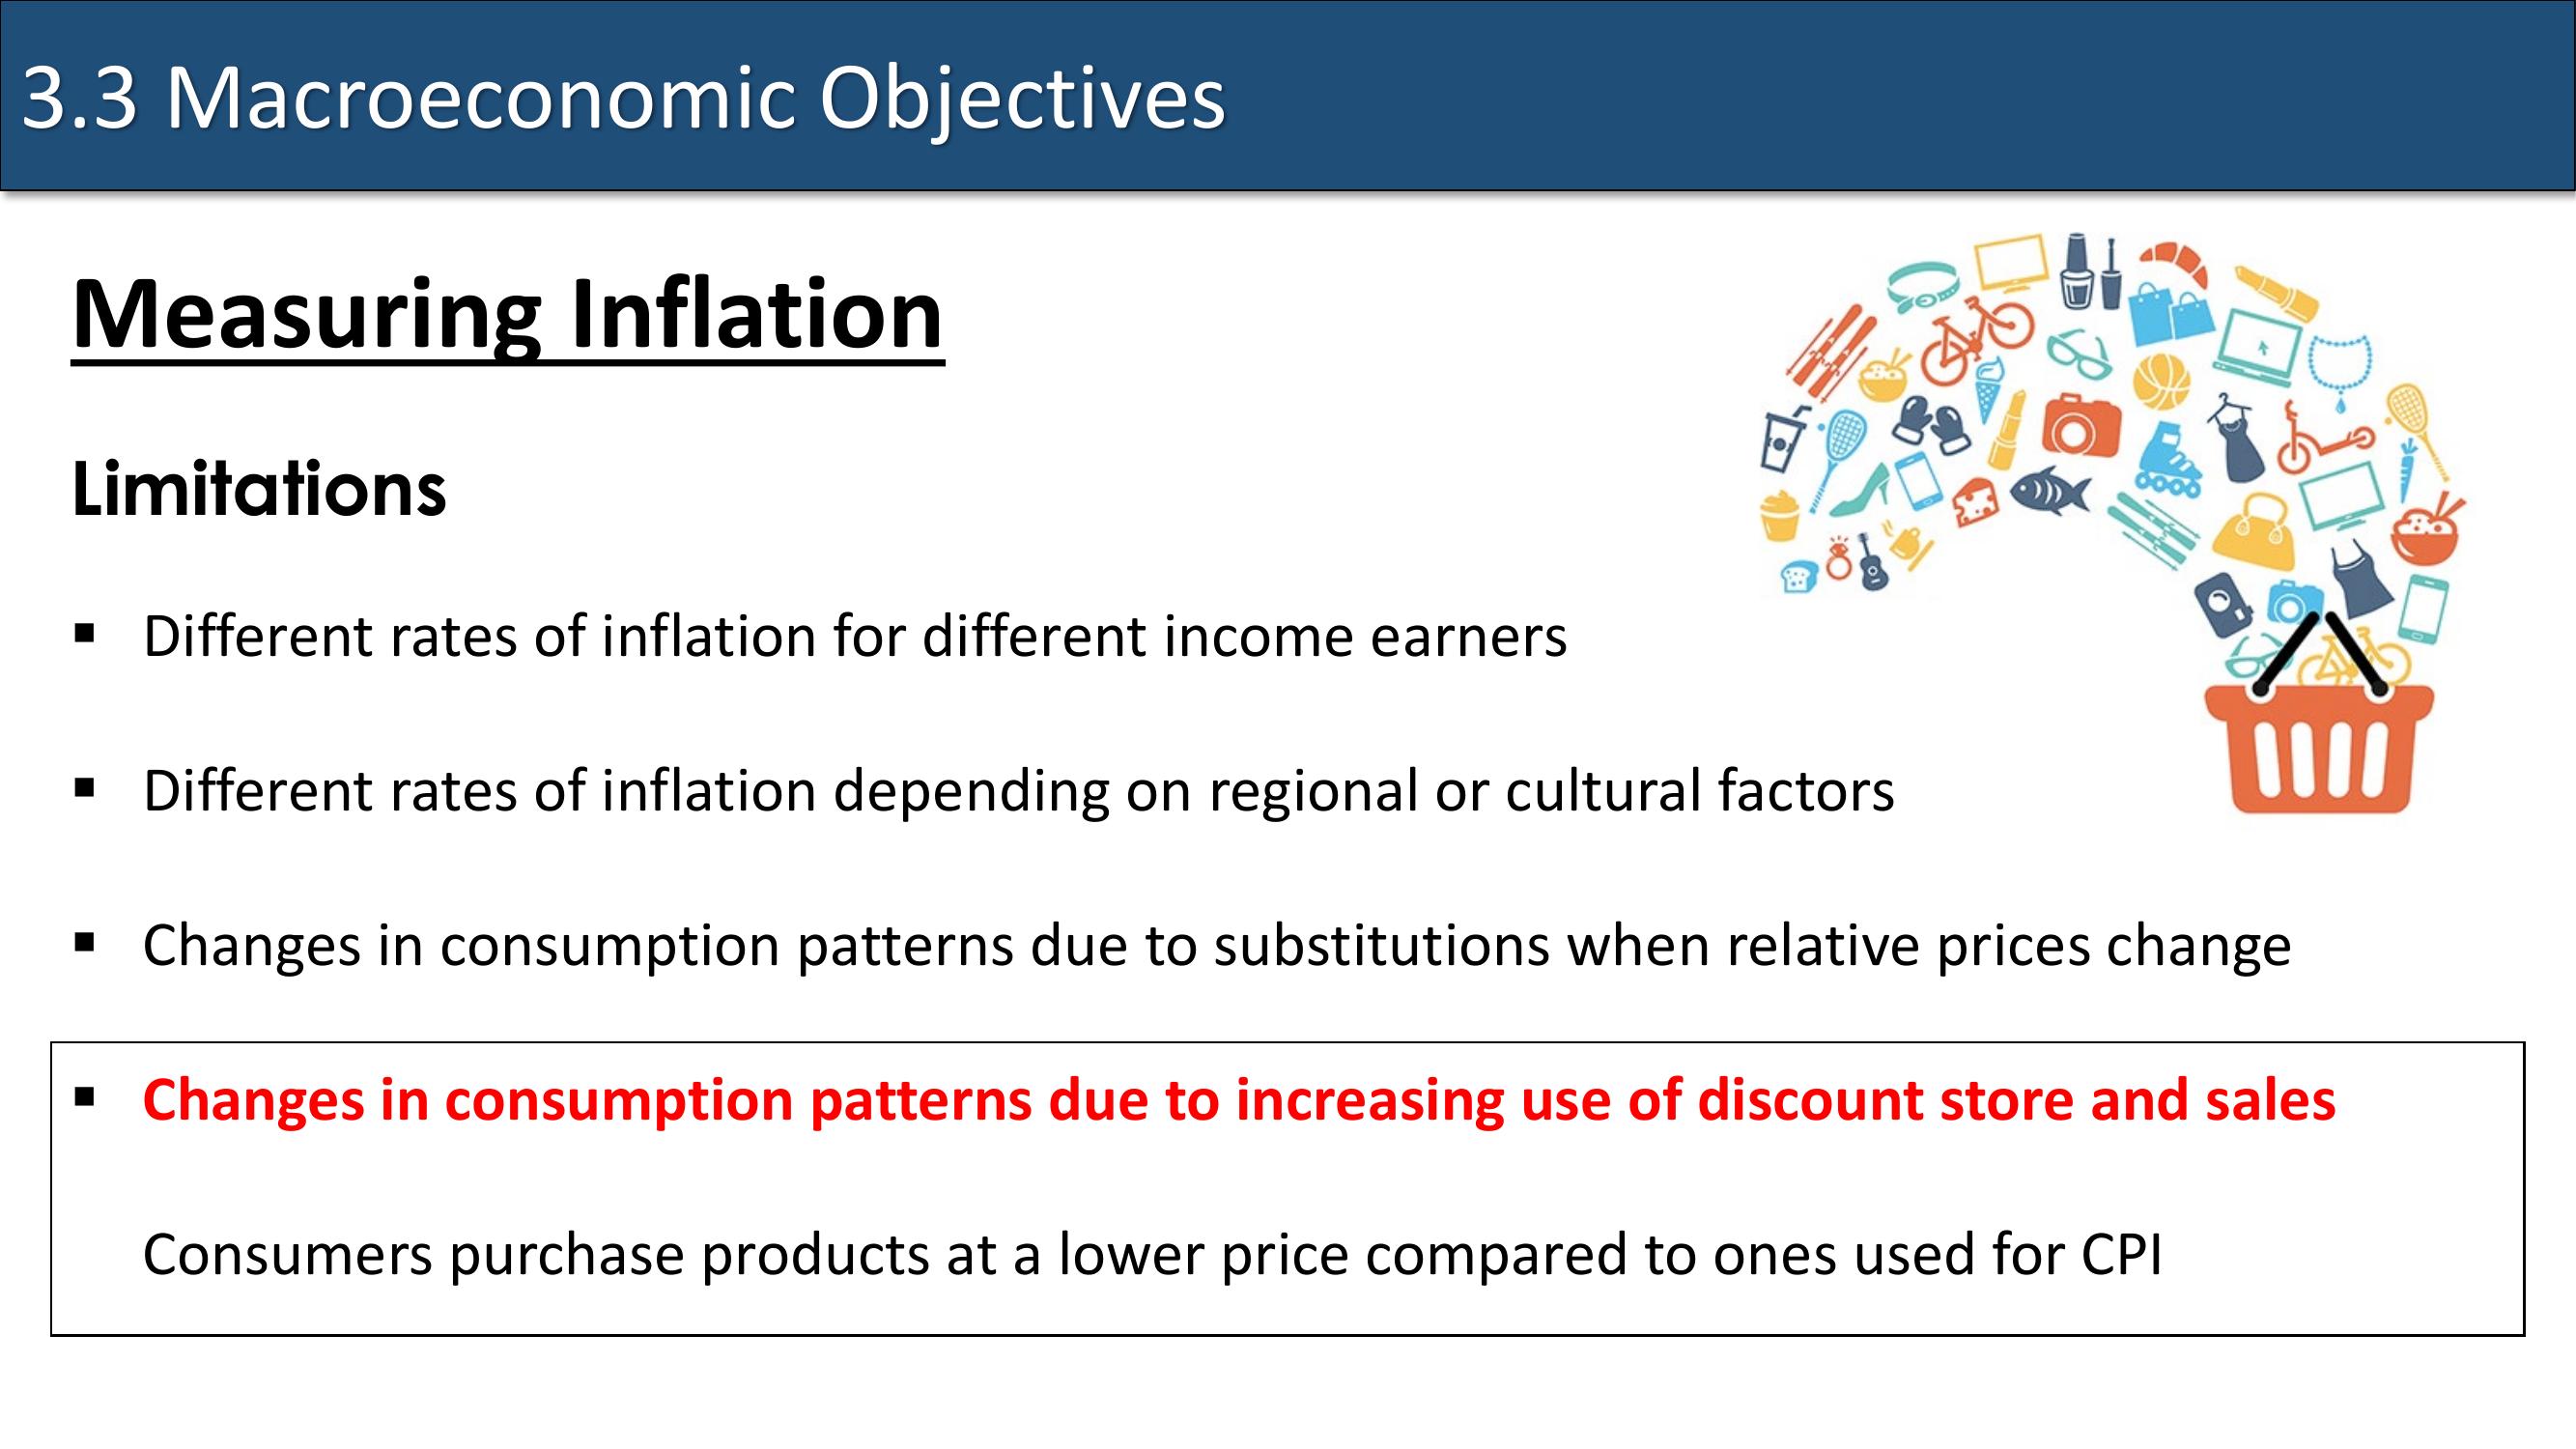 3.3 Macroeconomic Objectives
Measuring Inflation
Limitations
▪ Different rates of inflation for different income earners
▪ Different rates of inflation depending on regional or cultural factors
▪ Changes in consumption patterns due to substitutions when relative prices change
▪ Changes in consumption patterns due to increasing use of discount store and sales
Consumers purchase products at a lower price compared to ones used for CPI